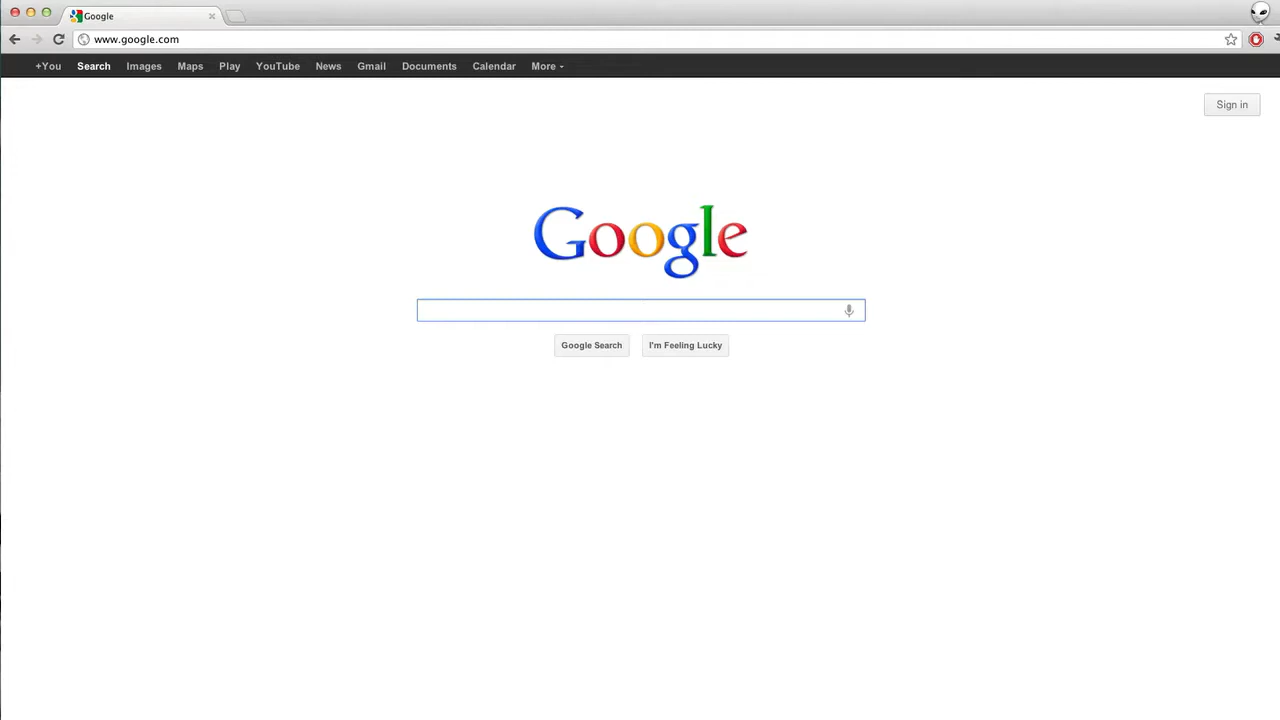 Google
www.google.com
+You Search Images Maps Play YouTube News Gmail Documents Calendar More
Sign in
Google
Google Search I'm Feeling Lucky